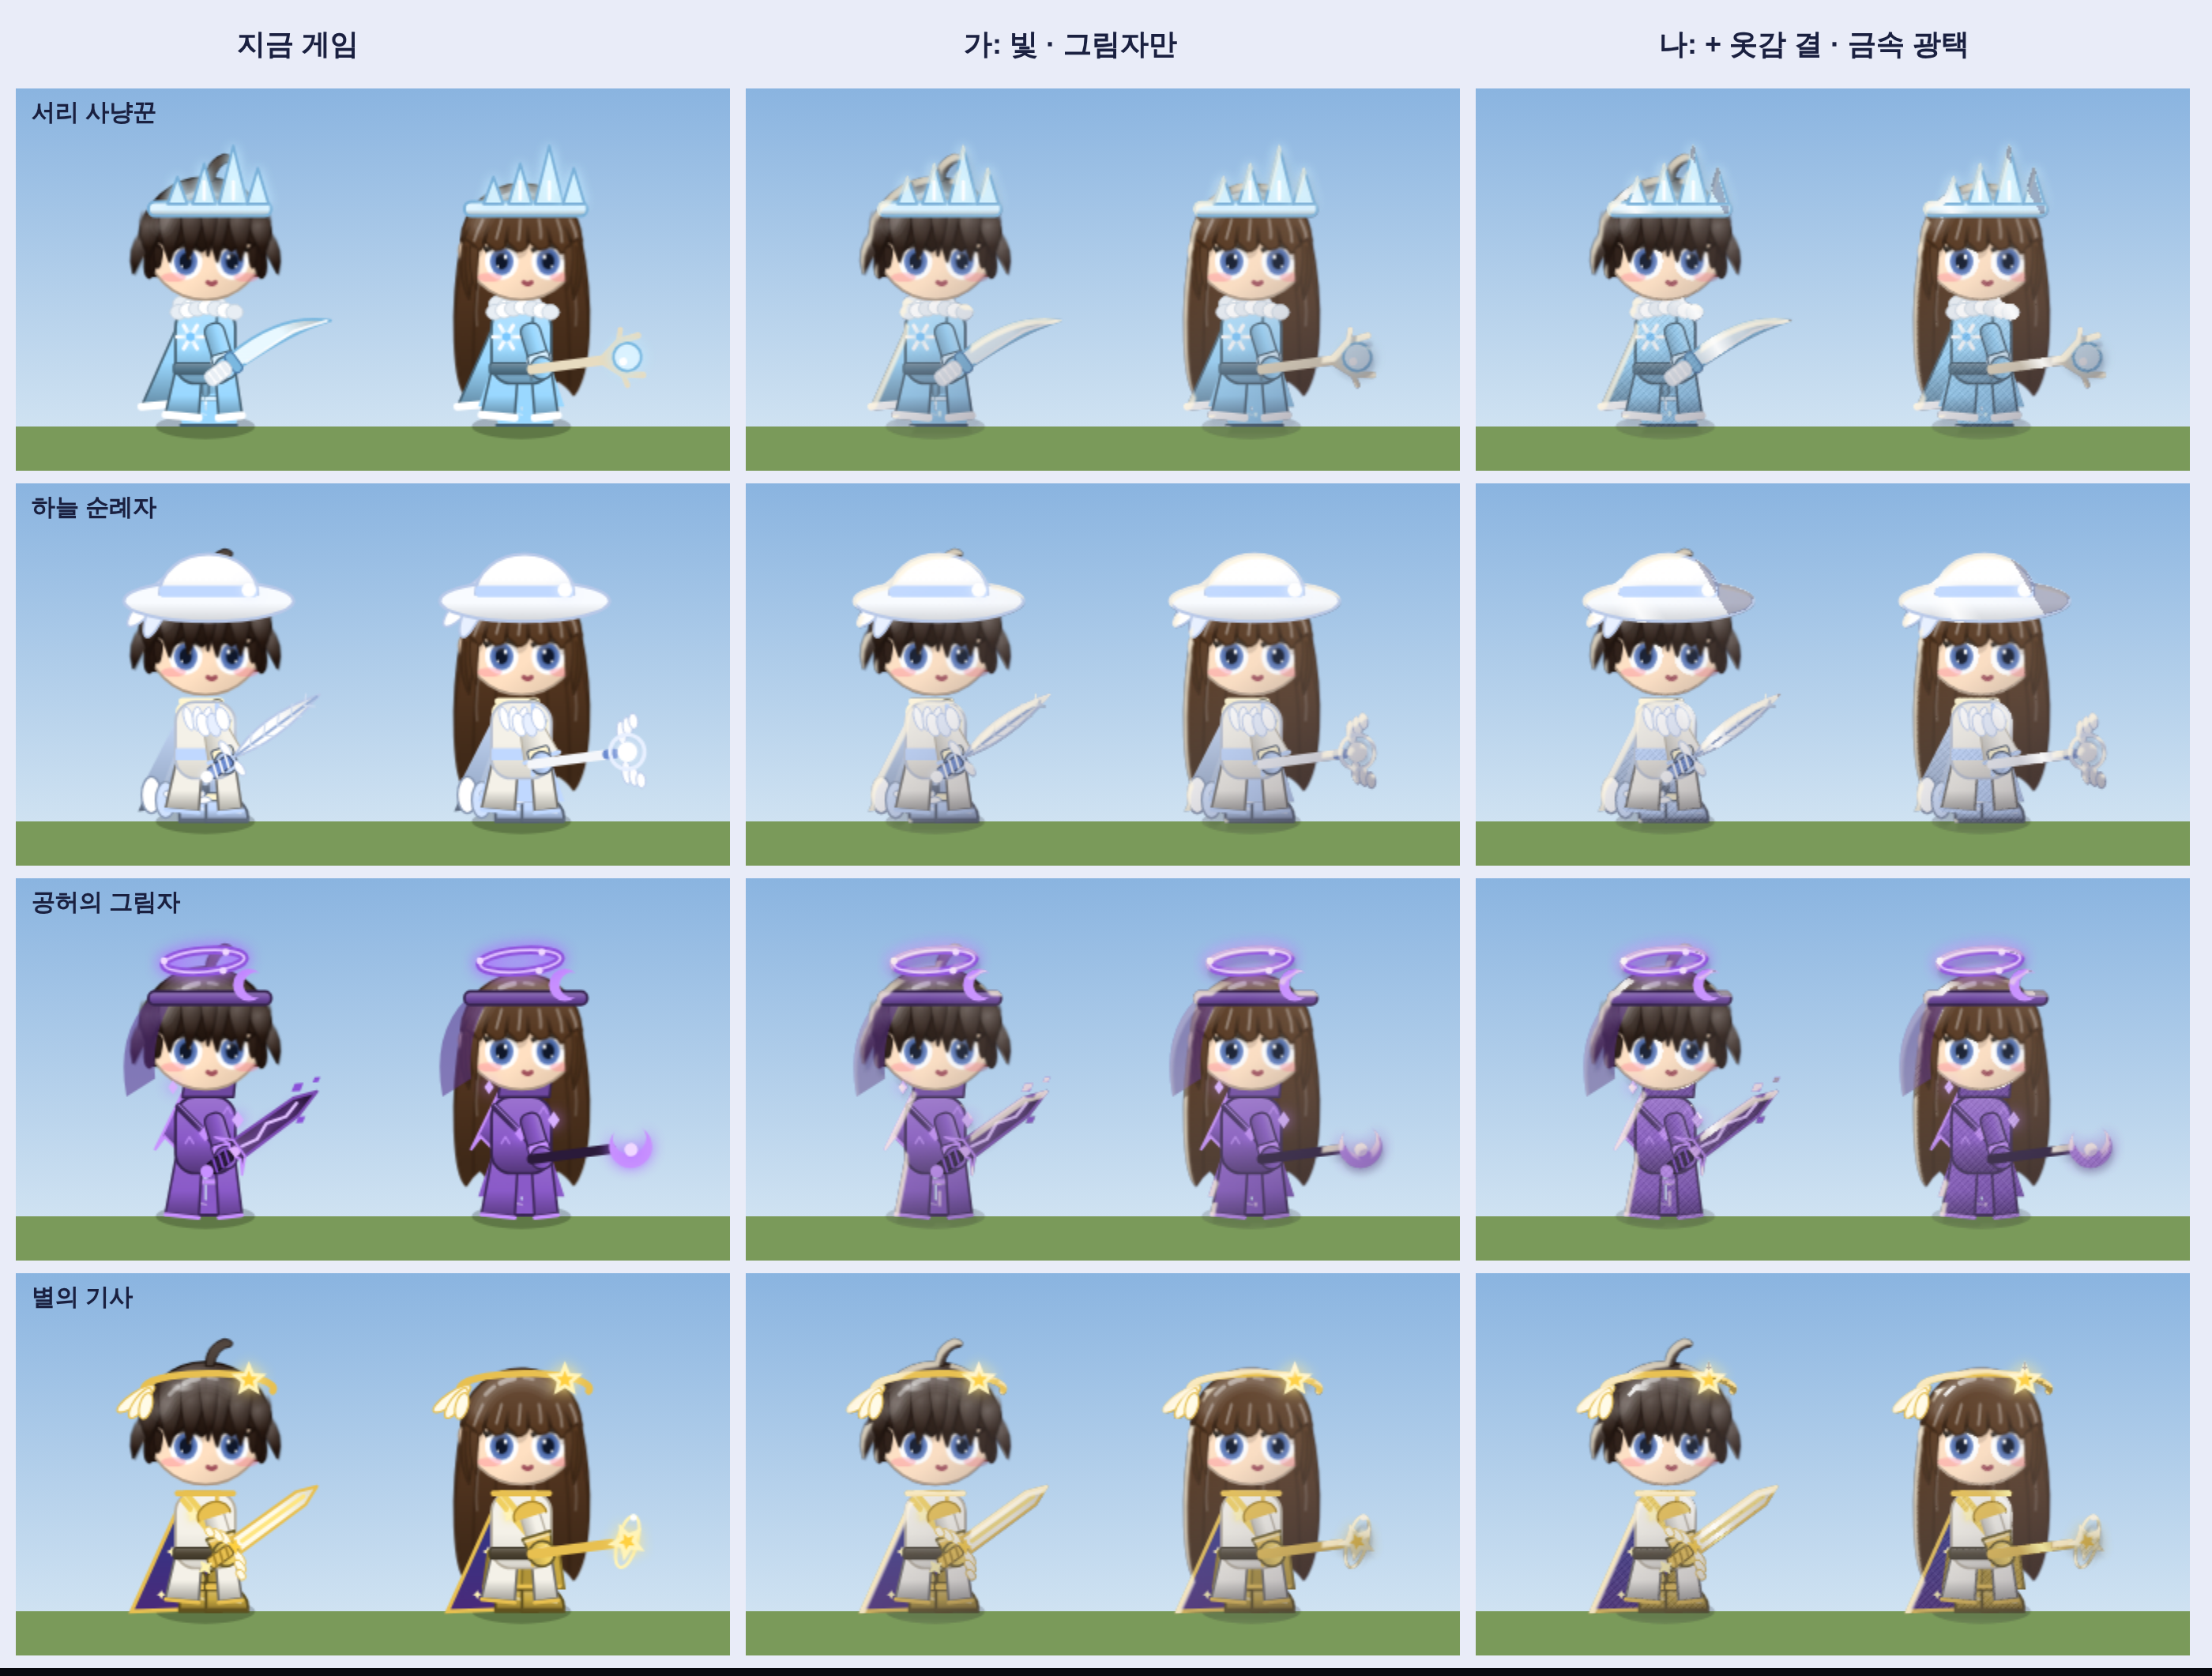 지금 게임
가: 빛 · 그림자만
나: + 옷감 결 · 금속 광택
서리 사냥꾼
하늘 순례자
공허의 그림자
별의 기사